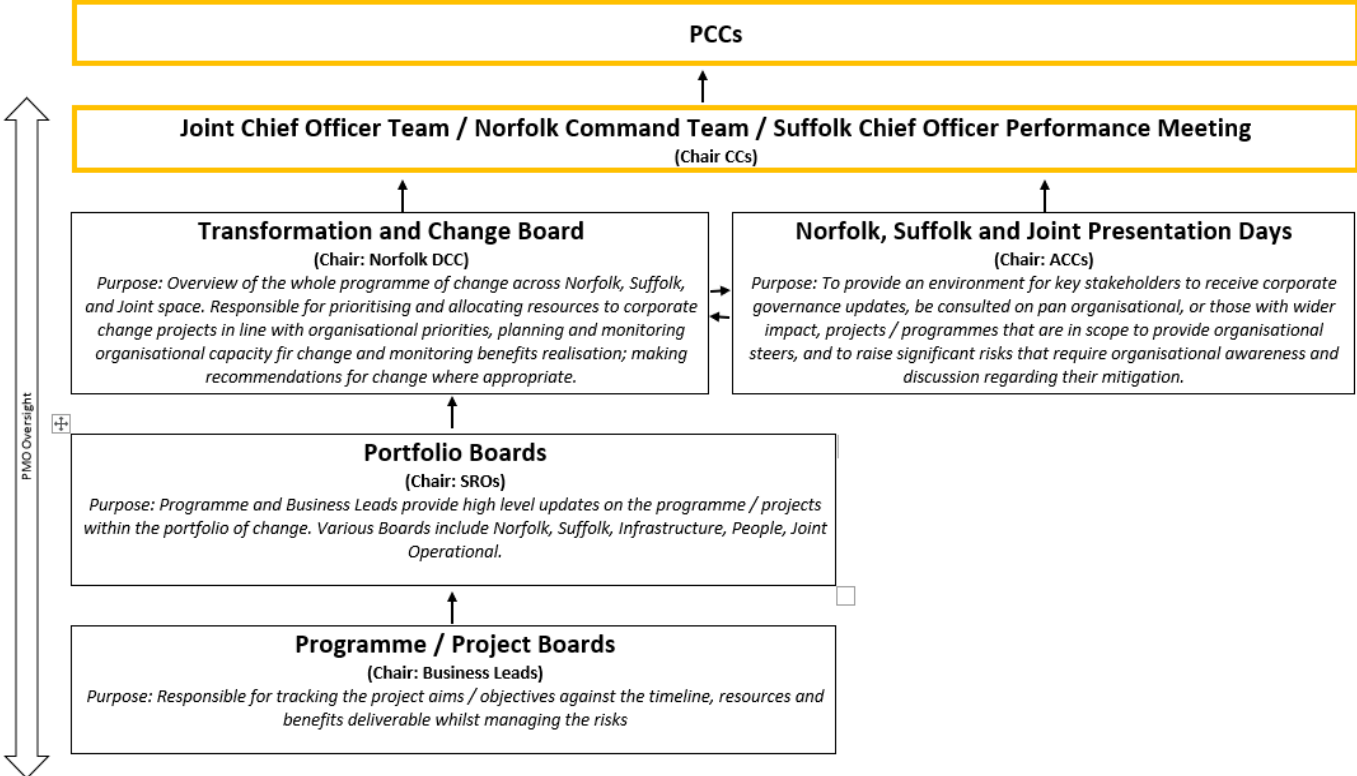 PCCs
Joint Chief Officer Team / Norfolk Command Team / Suffolk Chief Officer Performance Meeting
(Chair CCs)
Transformation and Change Board
(Chair: Norfolk DCC)
Purpose: Overview of the whole programme of change across Norfolk, Suffolk,
and Joint space. Responsible for prioritising and allocating resources to corporate
change projects in line with organisational priorities, planning and monitoring
organisational capacity fir change and monitoring benefits realisation; making
recommendations for change where appropriate.
Norfolk, Suffolk and Joint Presentation Days
(Chair: ACCs)
Purpose: To provide an environment for key stakeholders to receive corporate
governance updates, be consulted on pan organisational, or those with wider
impact, projects / programmes that are in scope to provide organisational
steers, and to raise significant risks that require organisational awareness and
discussion regarding their mitigation.
PMO Oversight
Portfolio Boards
(Chair: SROs)
Purpose: Programme and Business Leads provide high level updates on the programme / projects
within the portfolio of change. Various Boards include Norfolk, Suffolk, Infrastructure, People, Joint
Operational.
Programme / Project Boards
(Chair: Business Leads)
Purpose: Responsible for tracking the project aims / objectives against the timeline, resources and
benefits deliverable whilst managing the risks